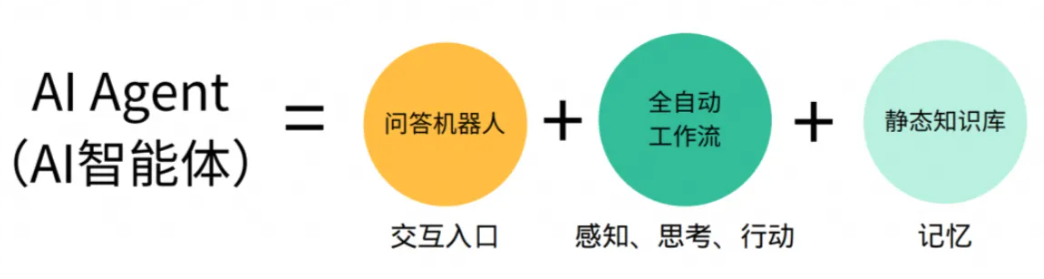 AI Agent
（AI智能体）
=
问答机器人
+
全自动
工作流
+
静态知识库
交互入口
感知、思考、行动
记忆